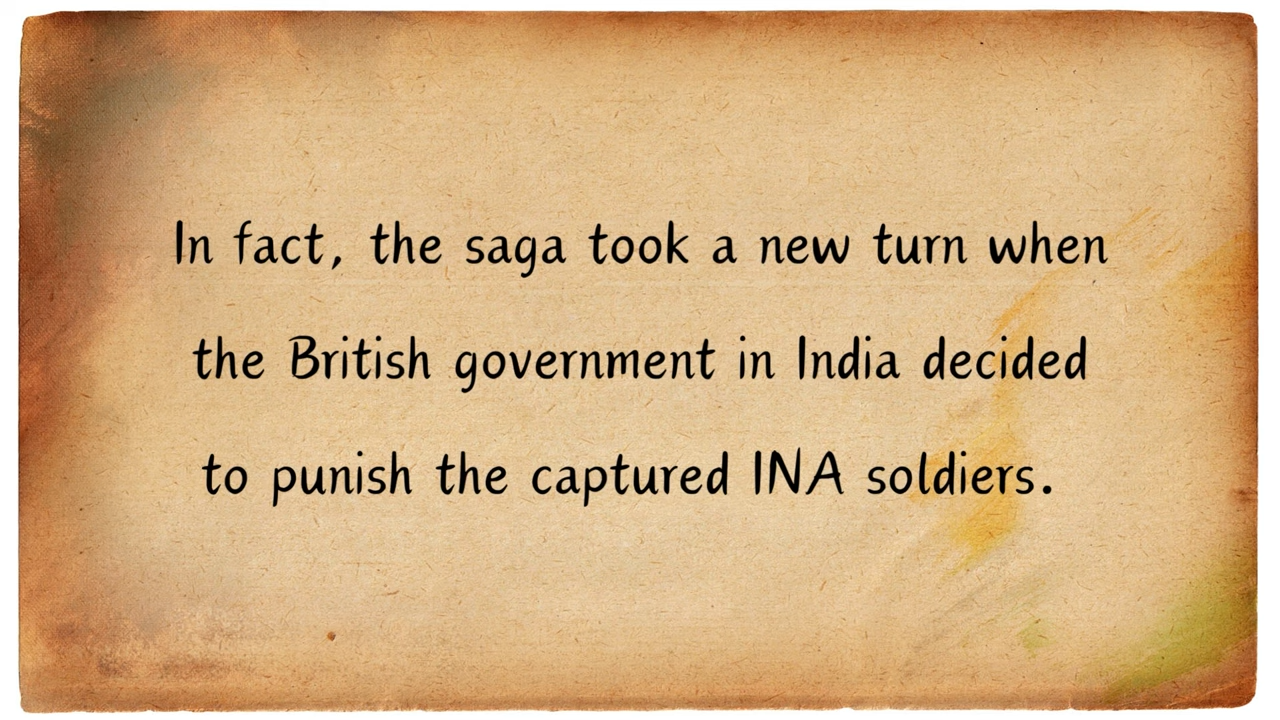 In fact, the saga took a new turn when
the British government in India decided
to punish the captured INA soldiers.